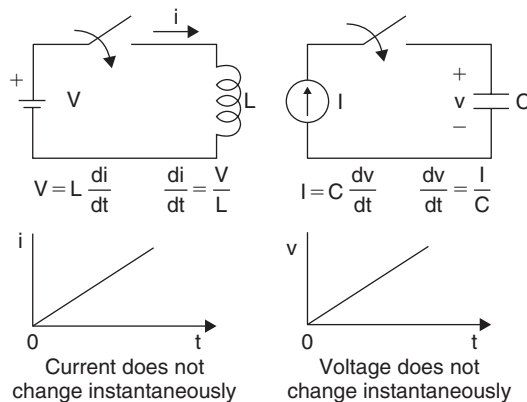 i
+
V
L
V = L di/dt
di/dt = V/L
i
0
t
Current does not
change instantaneously
I
+
v
−
C
I = C dv/dt
dv/dt = I/C
v
0
t
Voltage does not
change instantaneously